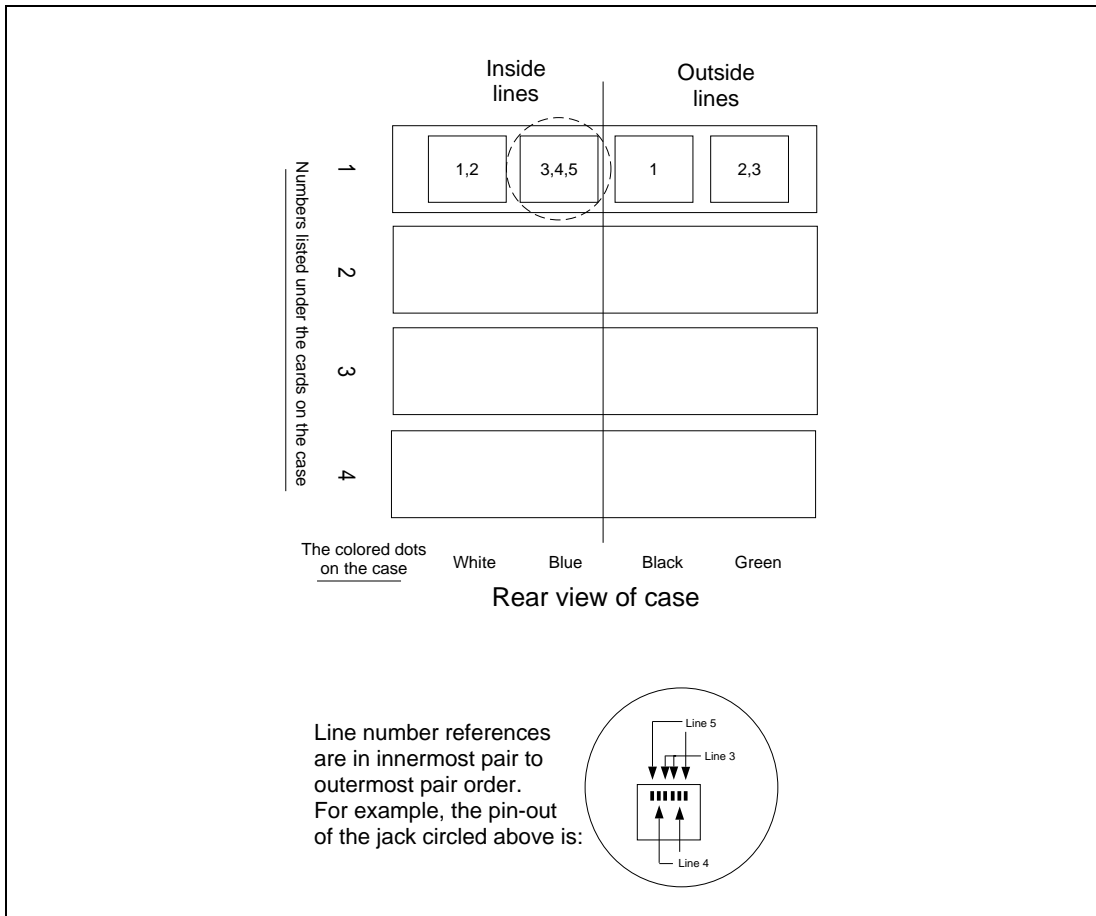 Inside
lines
Outside
lines
Numbers listed under the cards on the case
1
1,2
3,4,5
1
2,3
2
3
4
The colored dots
on the case
White
Blue
Black
Green
Rear view of case
Line number references
are in innermost pair to
outermost pair order.
For example, the pin-out
of the jack circled above is:
Line 5
Line 3
Line 4